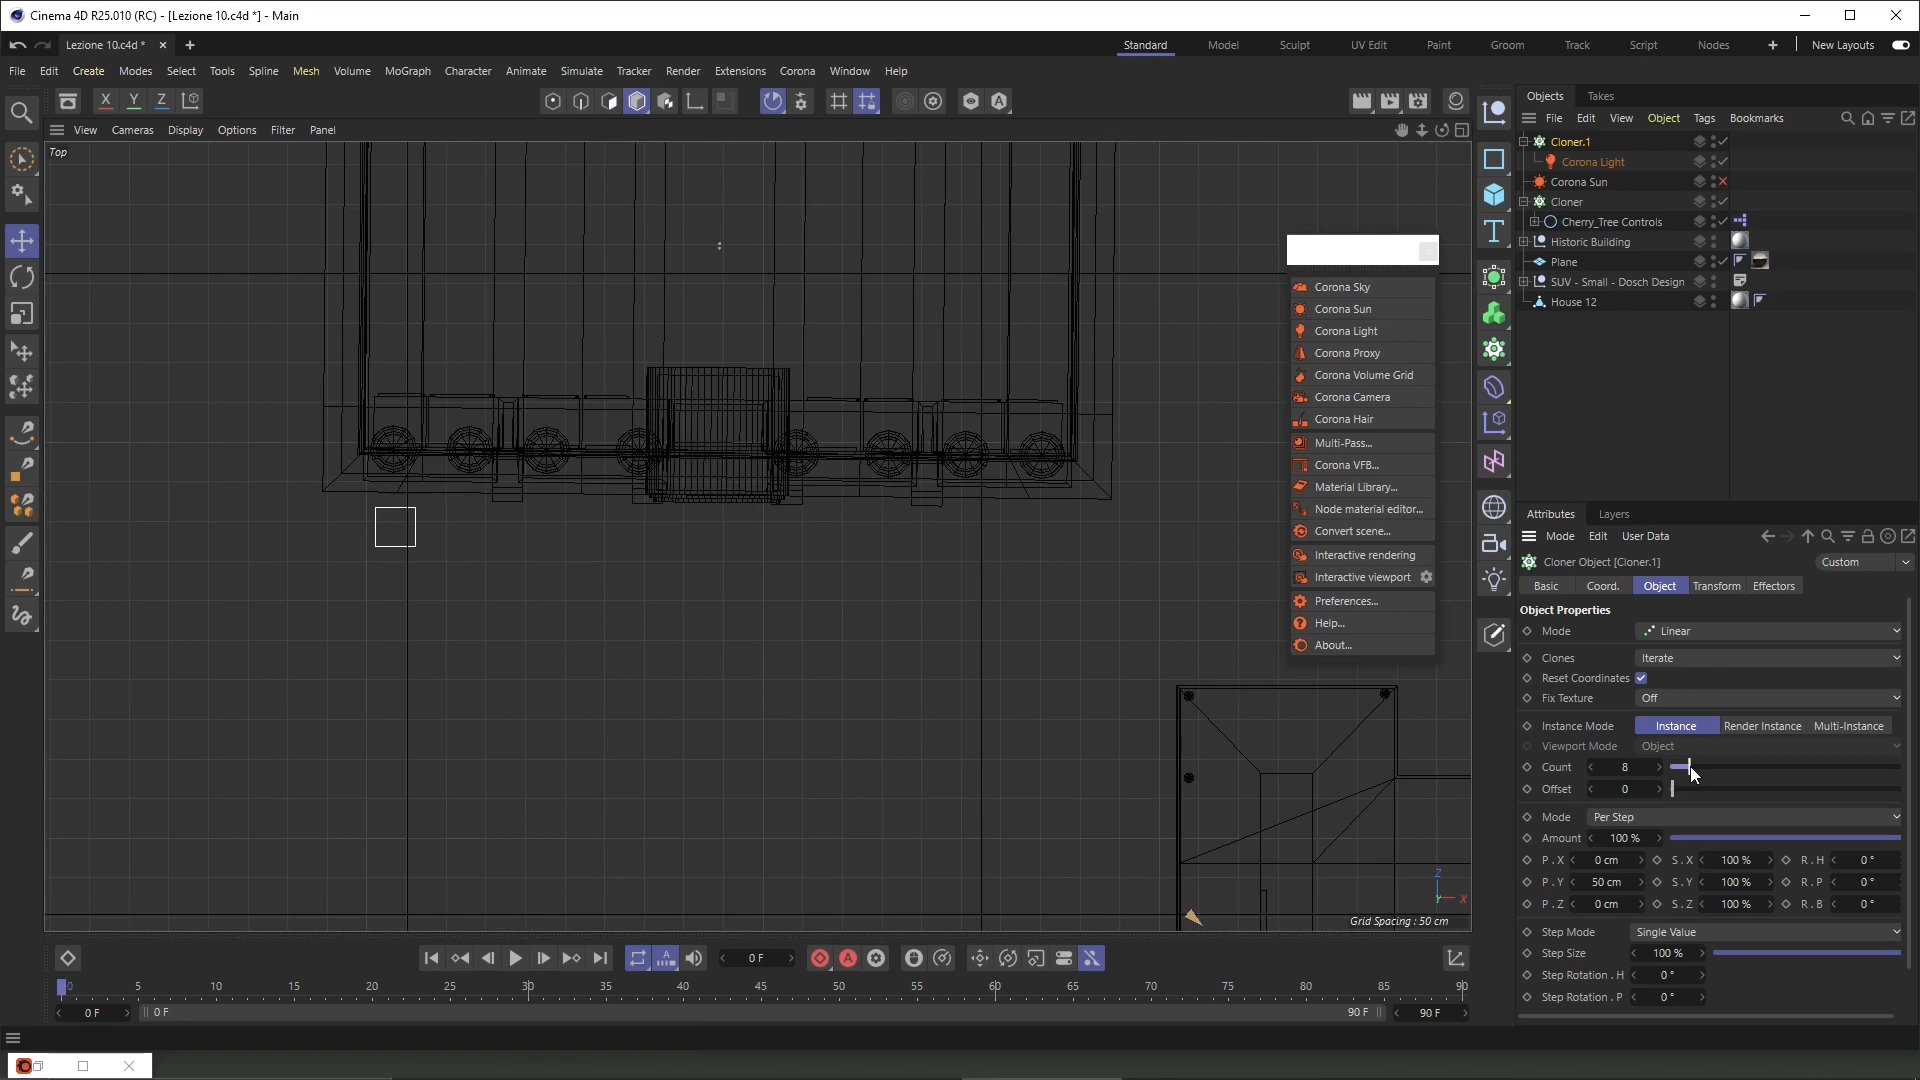 Cinema 4D R25.010 (RC) - [Lezione 10.c4d *] - Main
Lezione 10.c4d *
Standard Model Sculpt UV Edit Paint Groom Track Script Nodes New Layouts
File Edit Create Modes Select Tools Spline Mesh Volume MoGraph Character Animate Simulate Tracker Render Extensions Corona Window Help
X Y Z
View Cameras Display Options Filter Panel
Top
Corona Sky
Corona Sun
Corona Light
Corona Proxy
Corona Volume Grid
Corona Camera
Corona Hair
Multi-Pass...
Corona VFB...
Material Library...
Node material editor...
Convert scene...
Interactive rendering
Interactive viewport
Preferences...
Help...
About...
Z
Y X
Grid Spacing : 50 cm
Objects Takes
File Edit View Object Tags Bookmarks
Cloner.1
Corona Light
Corona Sun
Cloner
Cherry_Tree Controls
Historic Building
Plane
SUV - Small - Dosch Design
House 12
Attributes Layers
Mode Edit User Data
Cloner Object [Cloner.1] Custom
Basic Coord. Object Transform Effectors
Object Properties
Mode Linear
Clones Iterate
Reset Coordinates
Fix Texture Off
Instance Mode Instance Render Instance Multi-Instance
Viewport Mode Object
Count 8
Offset 0
Mode Per Step
Amount 100 %
P . X 0 cm S . X 100 % R . H 0 °
P . Y 50 cm S . Y 100 % R . P 0 °
P . Z 0 cm S . Z 100 % R . B 0 °
Step Mode Single Value
Step Size 100 %
Step Rotation . H 0 °
Step Rotation . P 0 °
0 F
0 5 10 15 20 25 30 35 40 45 50 55 60 65 70 75 80 85 90
0 F 0 F 90 F 90 F